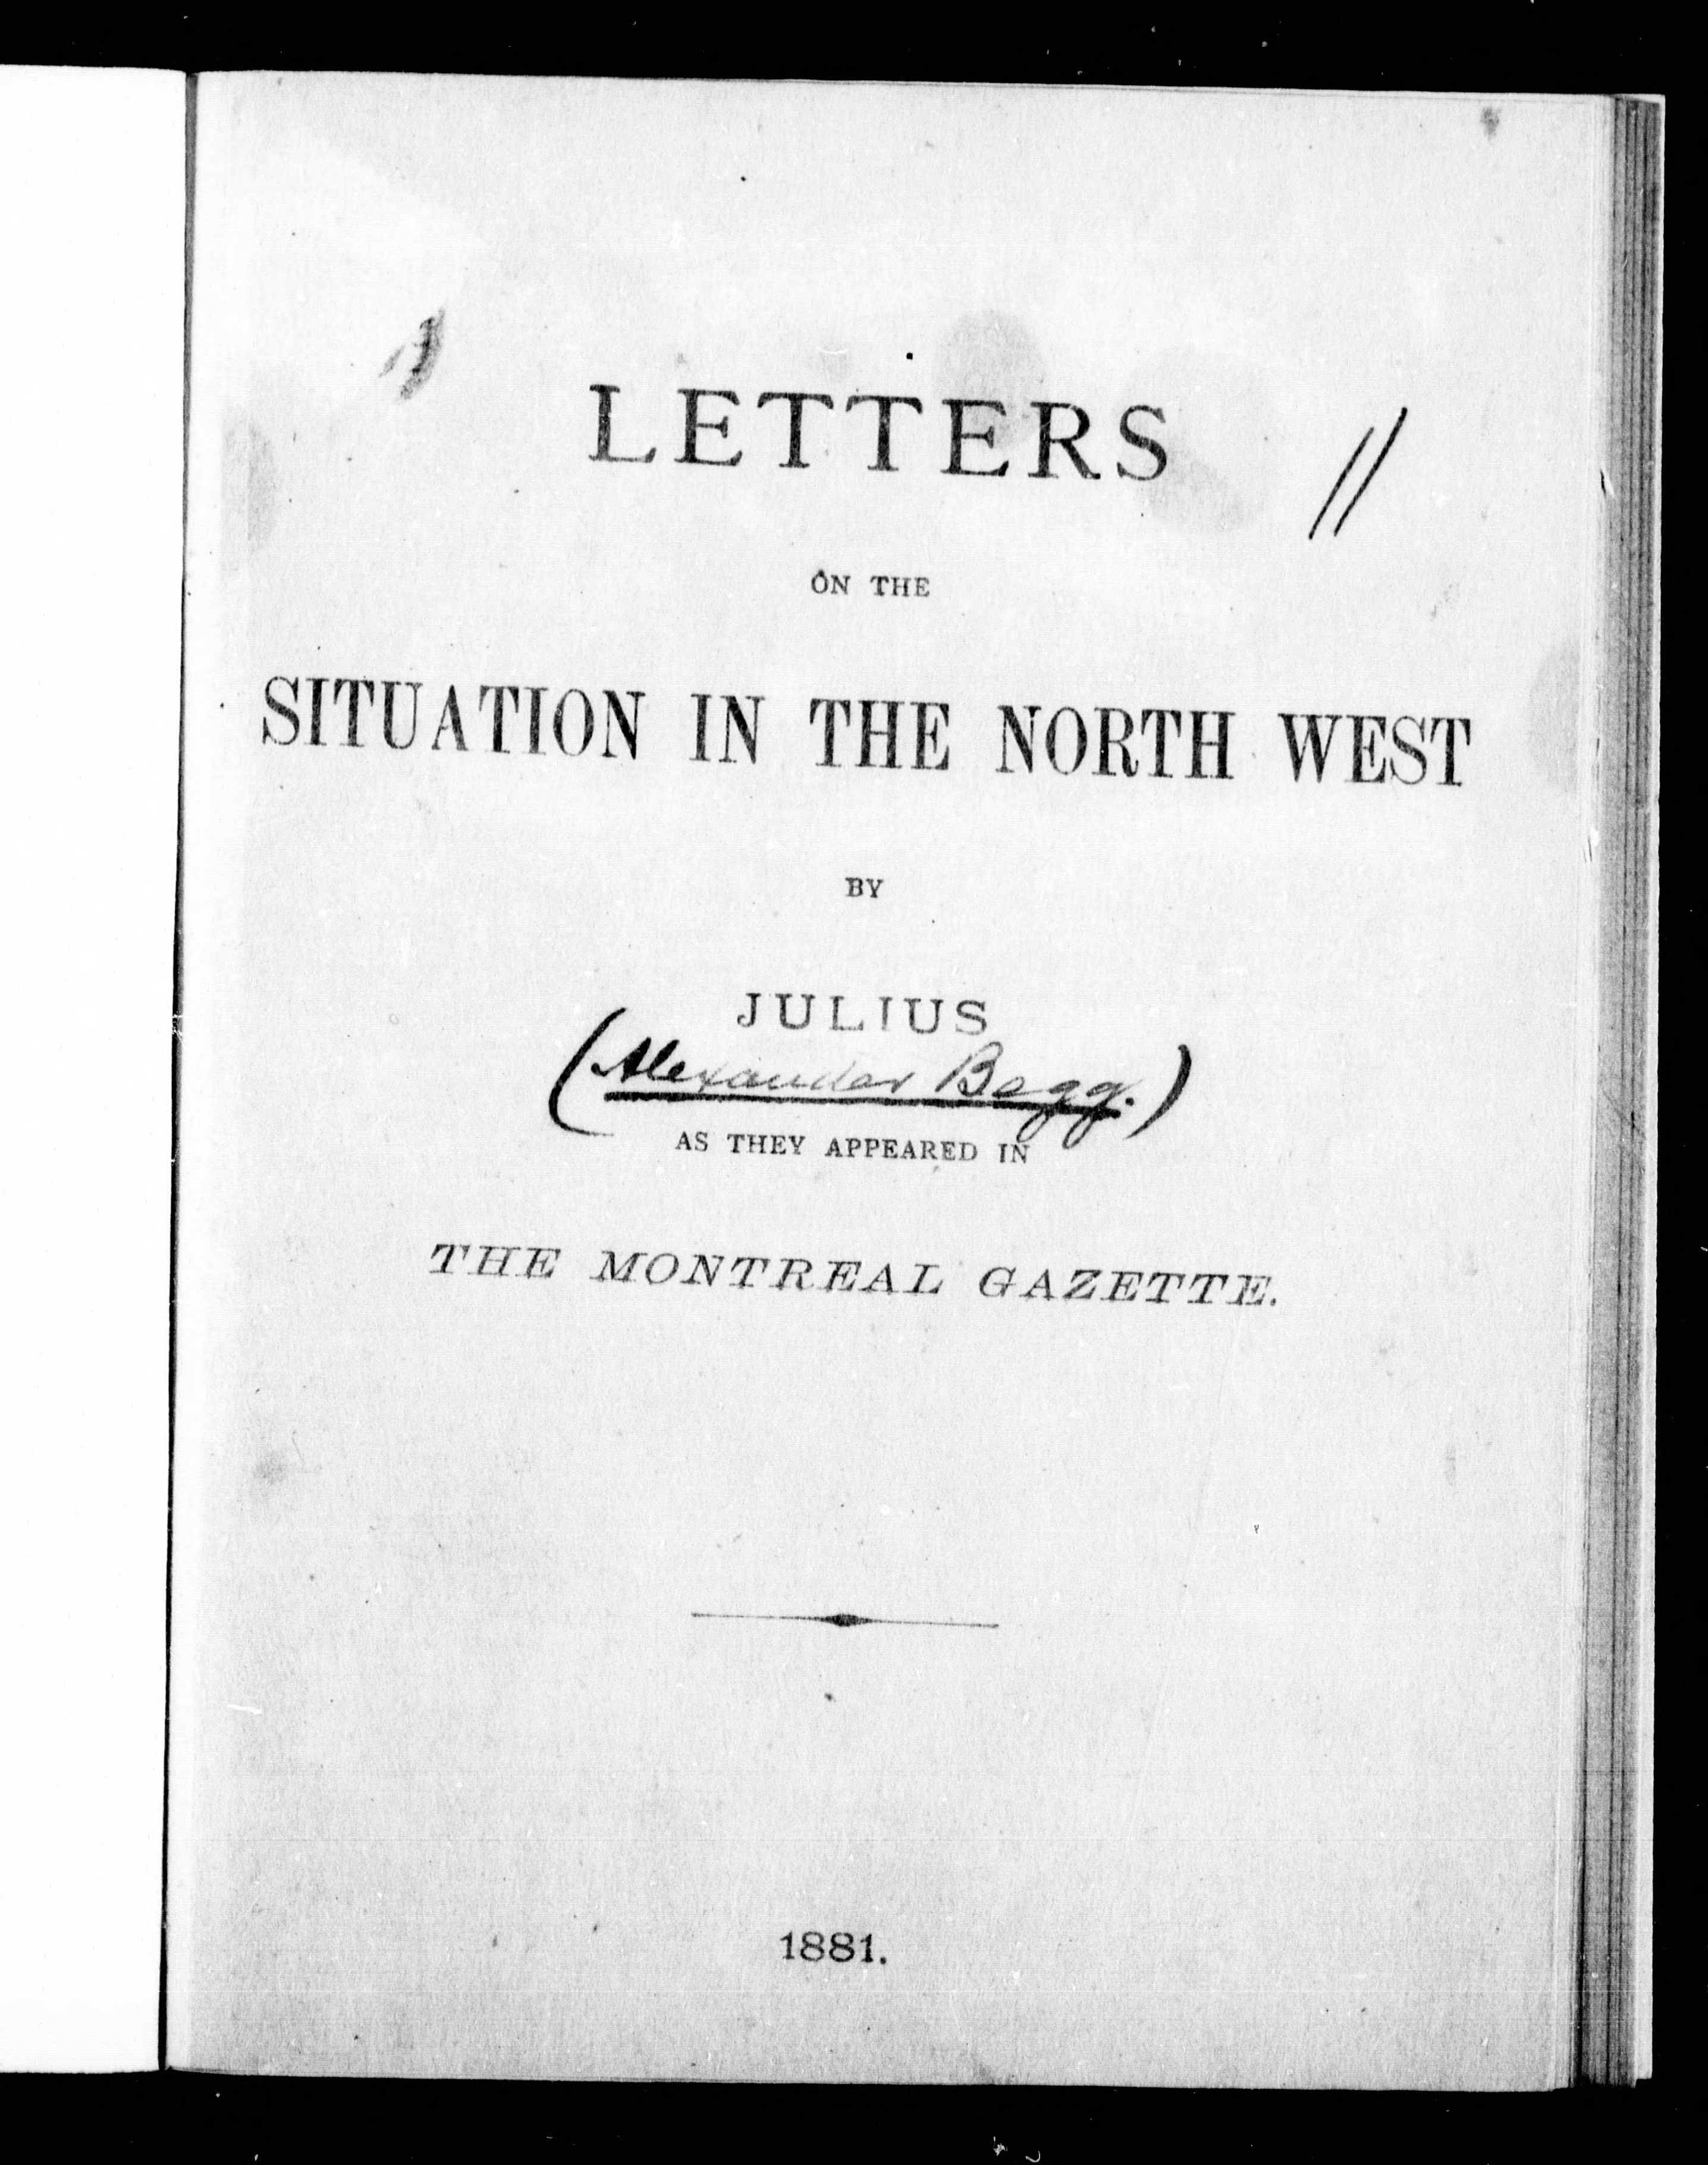 LETTERS
ON THE
SITUATION IN THE NORTH WEST
BY
JULIUS
(Alexander Begg.)
AS THEY APPEARED IN
THE MONTREAL GAZETTE.
1881.